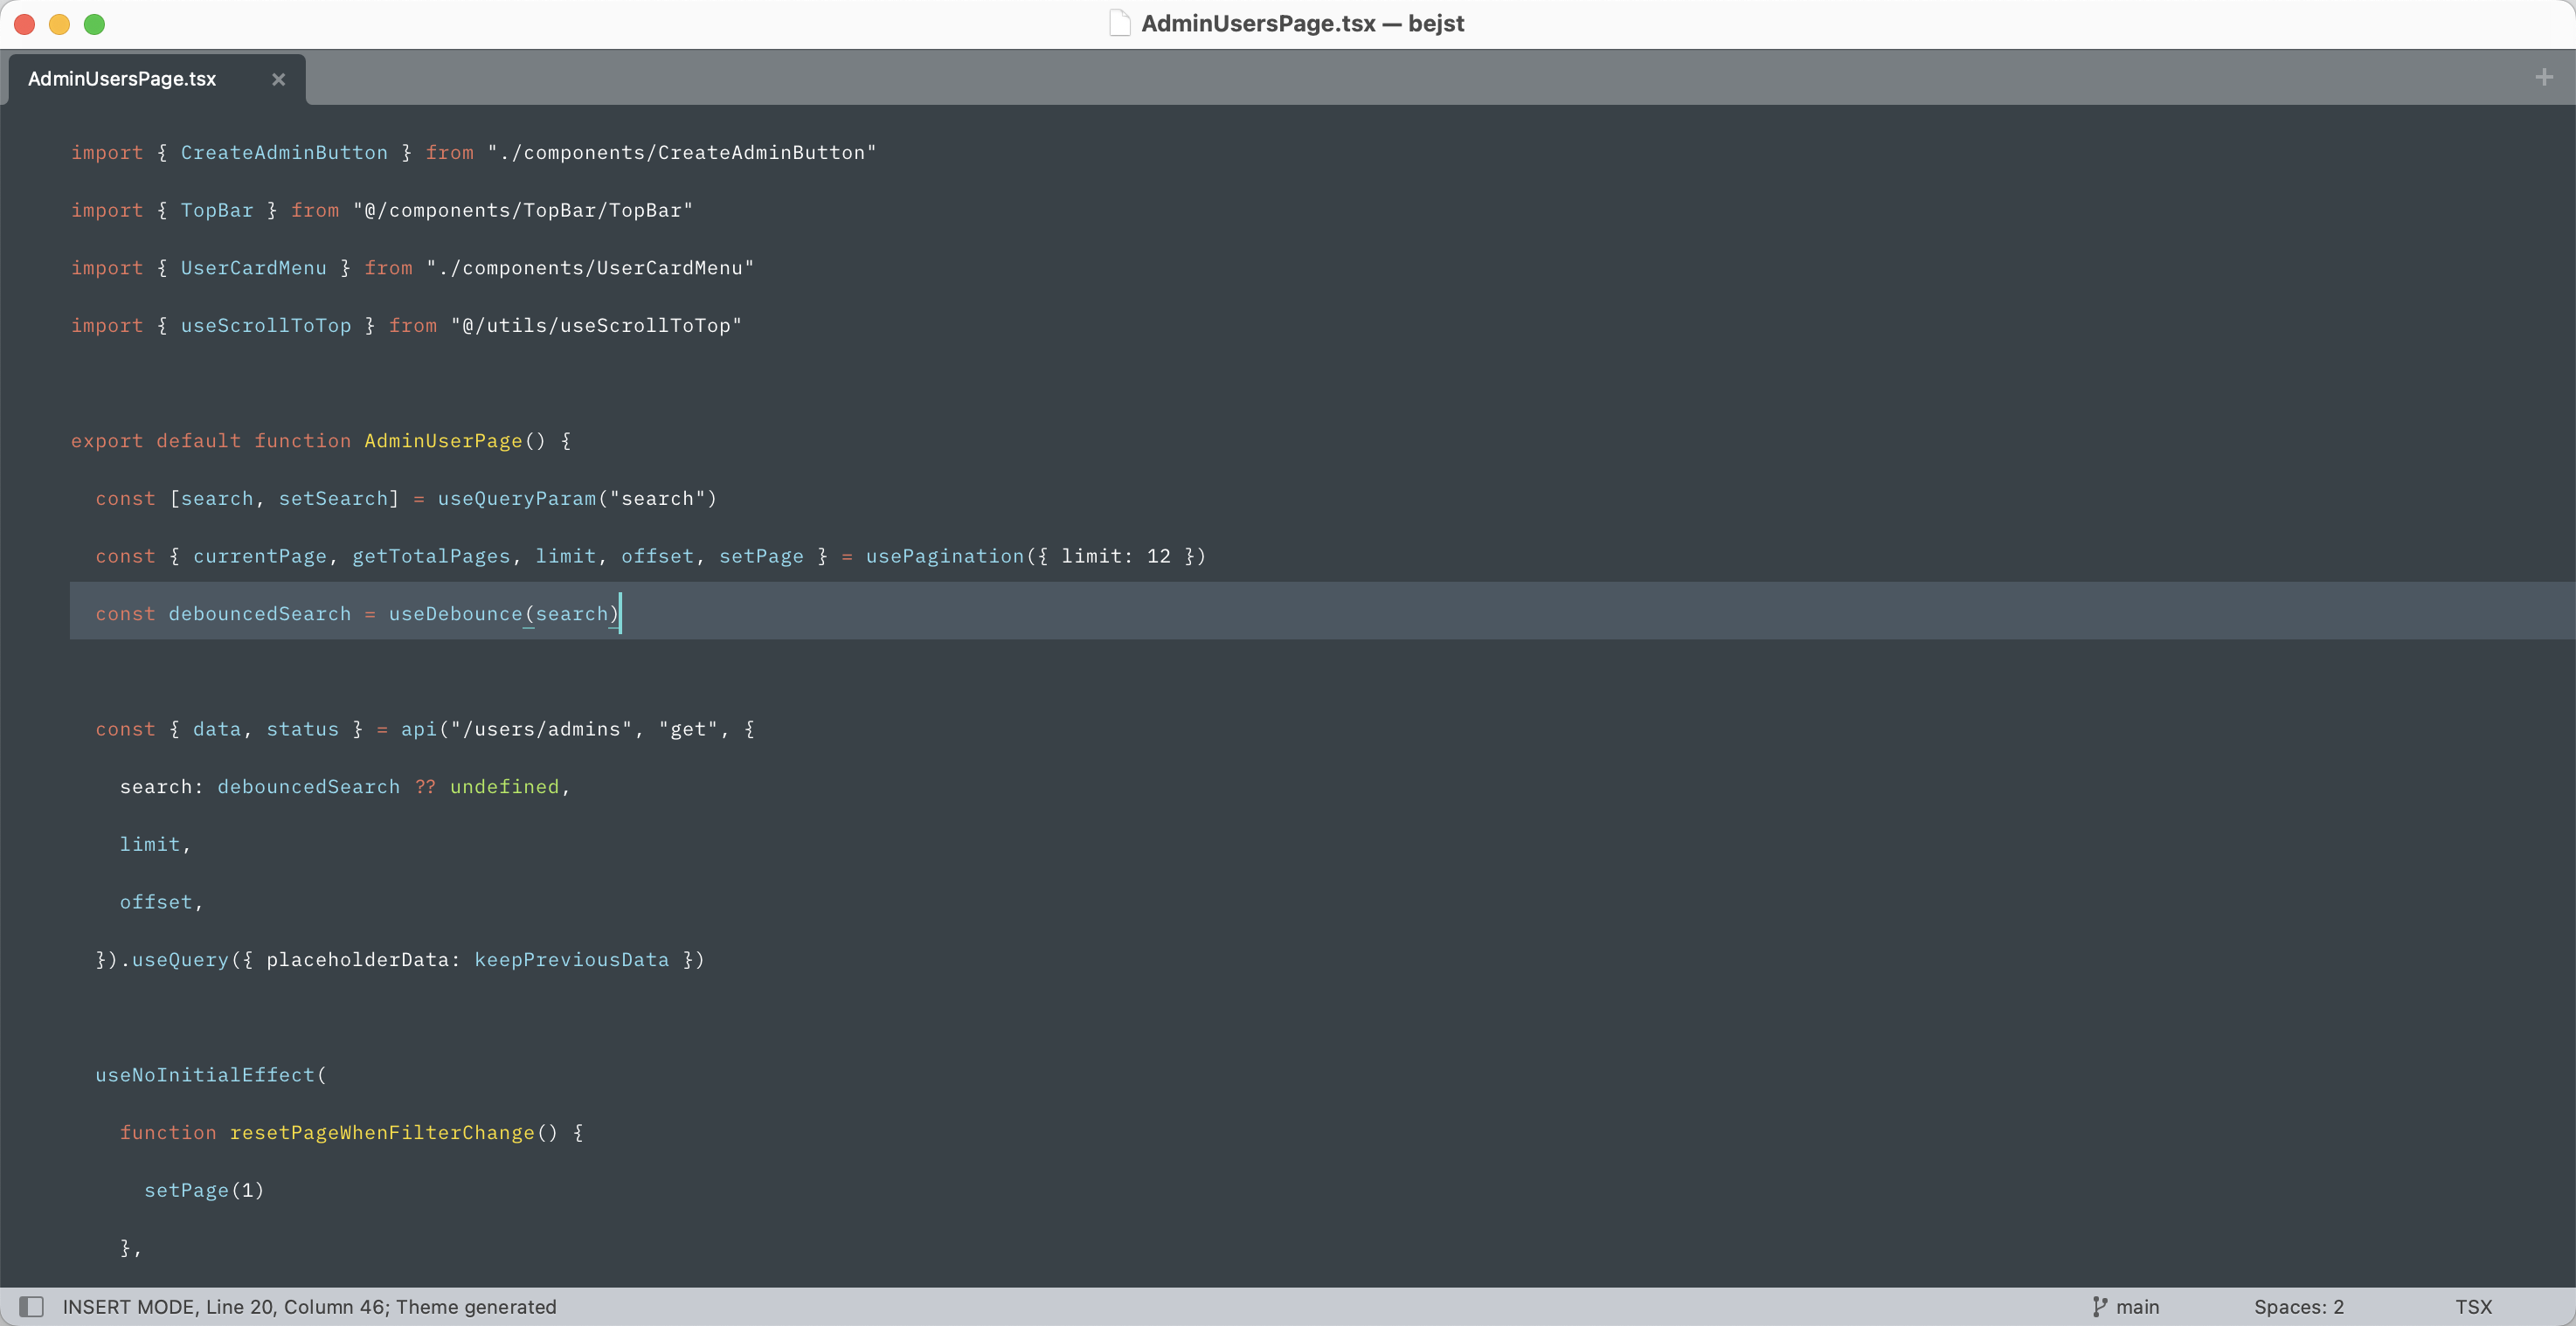 AdminUsersPage.tsx — bejst
AdminUsersPage.tsx
import { CreateAdminButton } from "./components/CreateAdminButton"
import { TopBar } from "@/components/TopBar/TopBar"
import { UserCardMenu } from "./components/UserCardMenu"
import { useScrollToTop } from "@/utils/useScrollToTop"
export default function AdminUserPage() {
  const [search, setSearch] = useQueryParam("search")
  const { currentPage, getTotalPages, limit, offset, setPage } = usePagination({ limit: 12 })
  const debouncedSearch = useDebounce(search)
  const { data, status } = api("/users/admins", "get", {
    search: debouncedSearch ?? undefined,
    limit,
    offset,
  }).useQuery({ placeholderData: keepPreviousData })
  useNoInitialEffect(
    function resetPageWhenFilterChange() {
      setPage(1)
    },
INSERT MODE, Line 20, Column 46; Theme generated
main
Spaces: 2
TSX